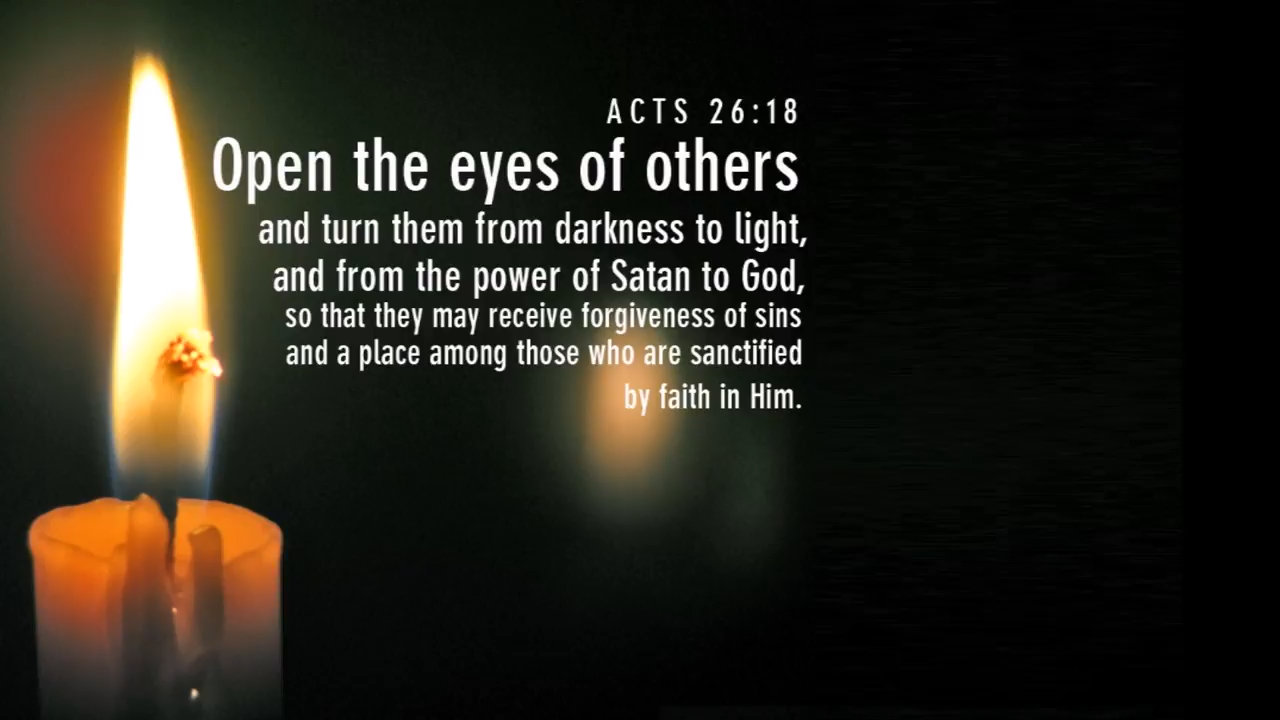 ACTS 26:18
Open the eyes of others
and turn them from darkness to light,
and from the power of Satan to God,
so that they may receive forgiveness of sins
and a place among those who are sanctified
by faith in Him.